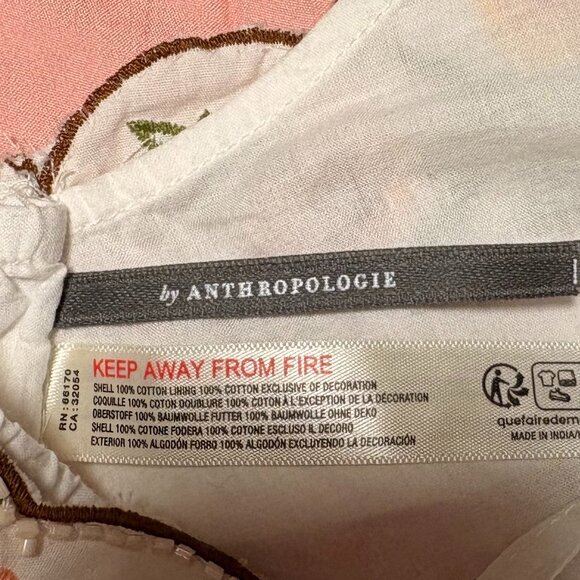 by ANTHROPOLOGIE
RN: 66170
CA: 32054
KEEP AWAY FROM FIRE
SHELL 100% COTTON LINING 100% COTTON EXCLUSIVE OF DECORATION
COQUILLE 100% COTON DOUBLURE 100% COTON À L'EXCEPTION DE LA DÉCORATION
OBERSTOFF 100% BAUMWOLLE FUTTER 100% BAUMWOLLE OHNE DEKO
SHELL 100% COTONE FODERA 100% COTONE ESCLUSO IL DECORO
EXTERIOR 100% ALGODÓN FORRO 100% ALGODÓN EXCLUYENDO LA DECORACIÓN
quefairedem
MADE IN INDIA/